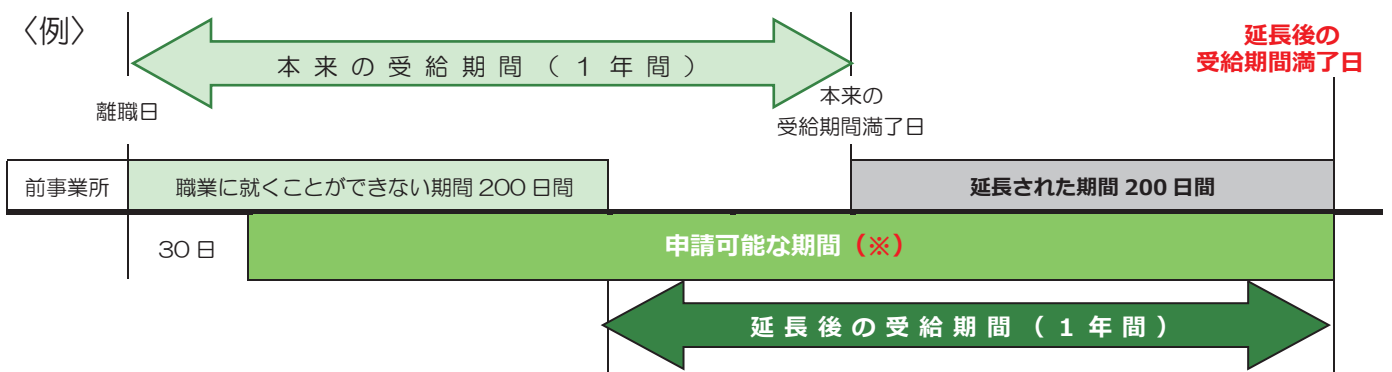 〈例〉
本来の受給期間（１年間）
延長後の
受給期間満了日
離職日
本来の
受給期間満了日
前事業所
職業に就くことができない期間 200 日間
延長された期間 200 日間
30 日
申請可能な期間（※）
延長後の受給期間（１年間）